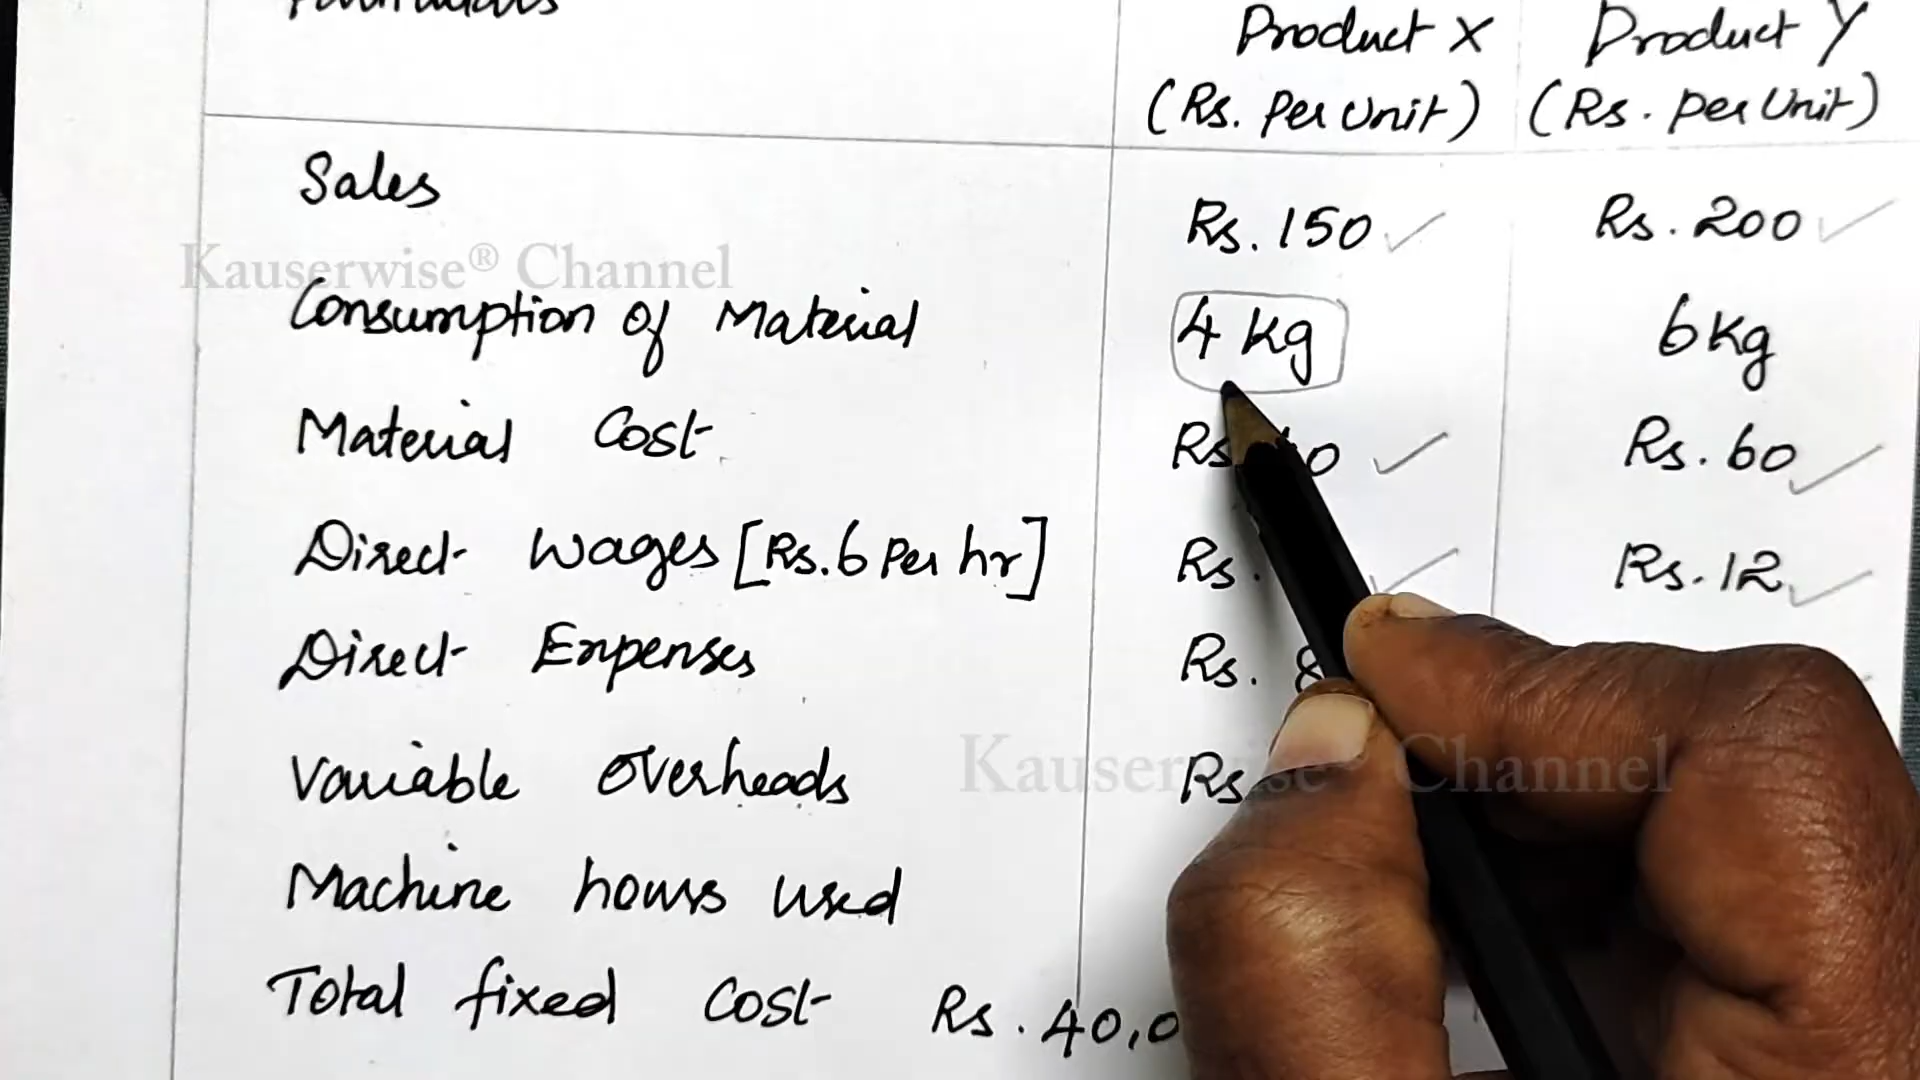 Product X Product Y
(Rs. Per Unit) (Rs. per Unit)
Sales Rs. 150 Rs. 200
Kauserwise® Channel
Consumption of Material 4 Kg 6 Kg
Material Cost Rs Rs. 60
Direct Wages [Rs. 6 Per hr] Rs. Rs. 12
Direct Expenses Rs. 8
Kauserwise® Channel
Variable Overheads Rs
Machine hours used
Total fixed Cost Rs. 40,0